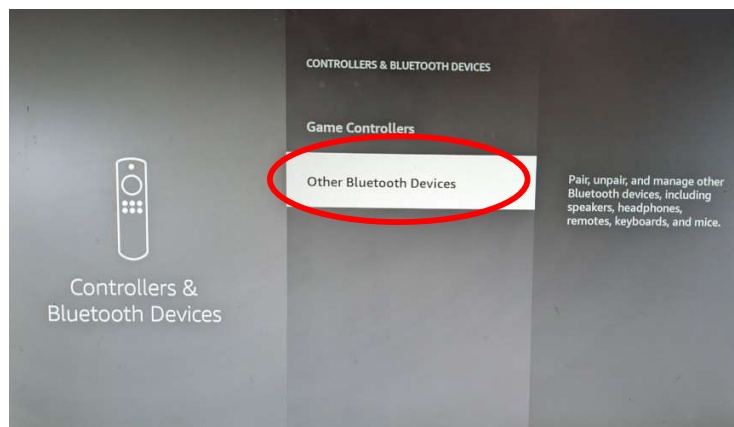 CONTROLLERS & BLUETOOTH DEVICES
Game Controllers
Other Bluetooth Devices
Pair, unpair, and manage other
Bluetooth devices, including
speakers, headphones,
remotes, keyboards, and mice.
Controllers &
Bluetooth Devices